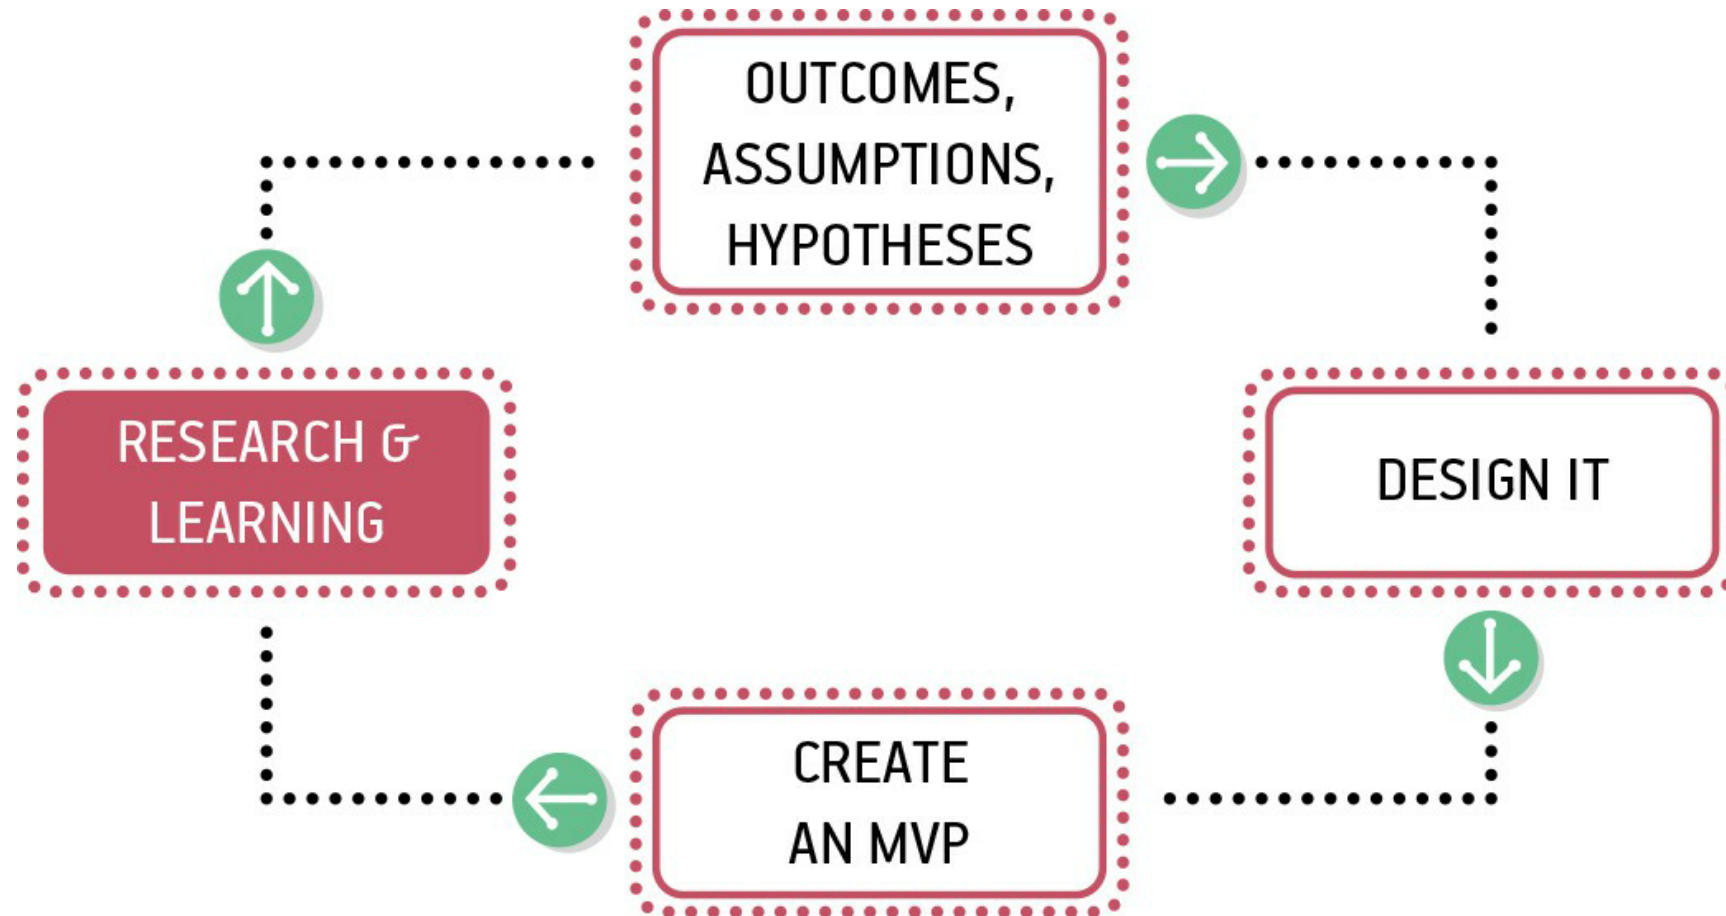 OUTCOMES,
ASSUMPTIONS,
HYPOTHESES
RESEARCH &
LEARNING
DESIGN IT
CREATE
AN MVP